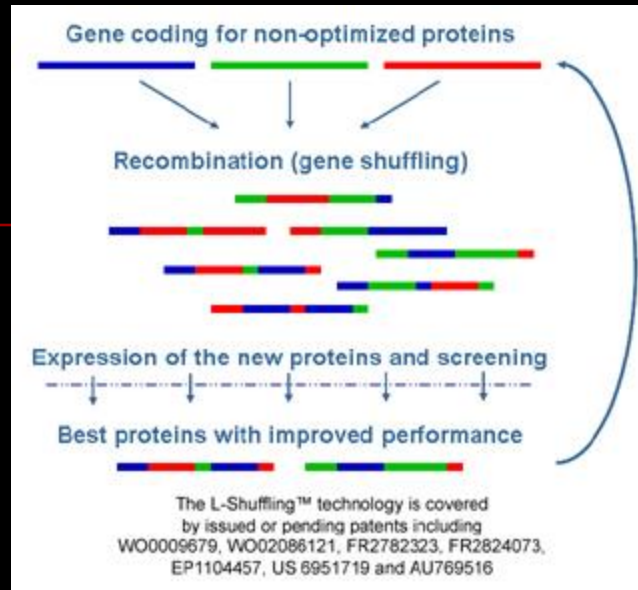 Gene coding for non-optimized proteins
Recombination (gene shuffling)
Expression of the new proteins and screening
Best proteins with improved performance
The L-Shuffling™ technology is covered
by issued or pending patents including
WO0009679, WO02086121, FR2782323, FR2824073,
EP1104457, US 6951719 and AU769516